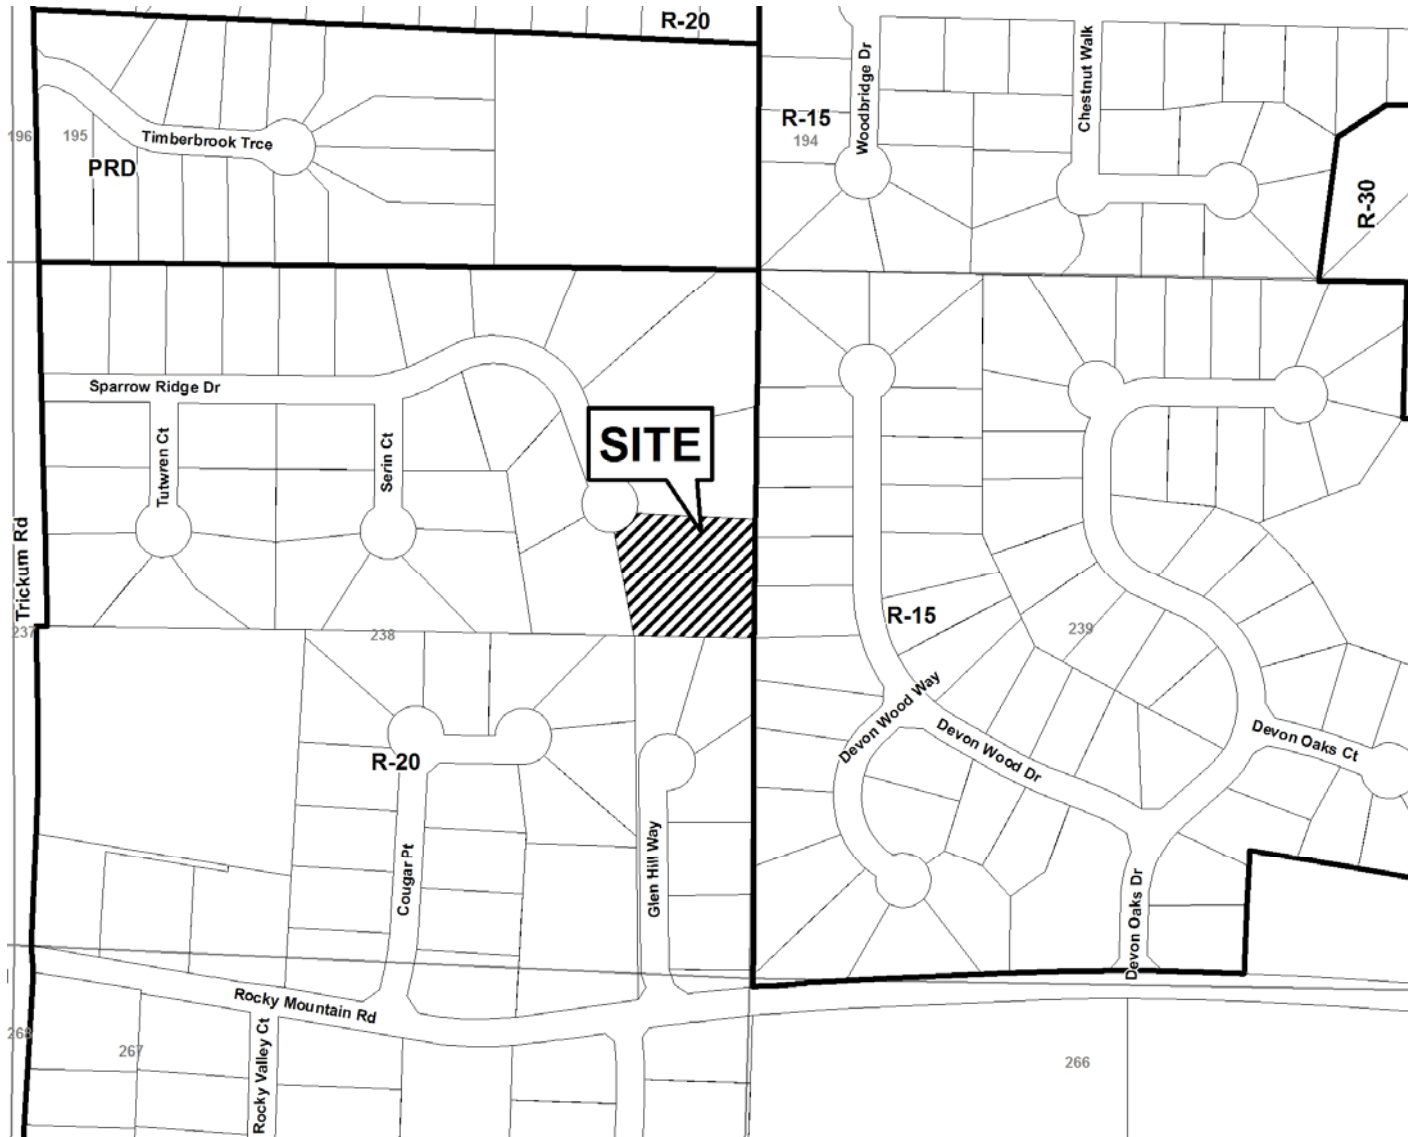 R-20
Woodbridge Dr
Chestnut Walk
R-15
194
196
195
Timberbrook Trce
PRD
R-30
Sparrow Ridge Dr
SITE
Tutwren Ct
Serin Ct
Trickum Rd
R-15
237
238
239
Devon Wood Way
Devon Wood Dr
Devon Oaks Ct
R-20
Cougar Pt
Glen Hill Way
Devon Oaks Dr
Rocky Mountain Rd
268
267
Rocky Valley Ct
266